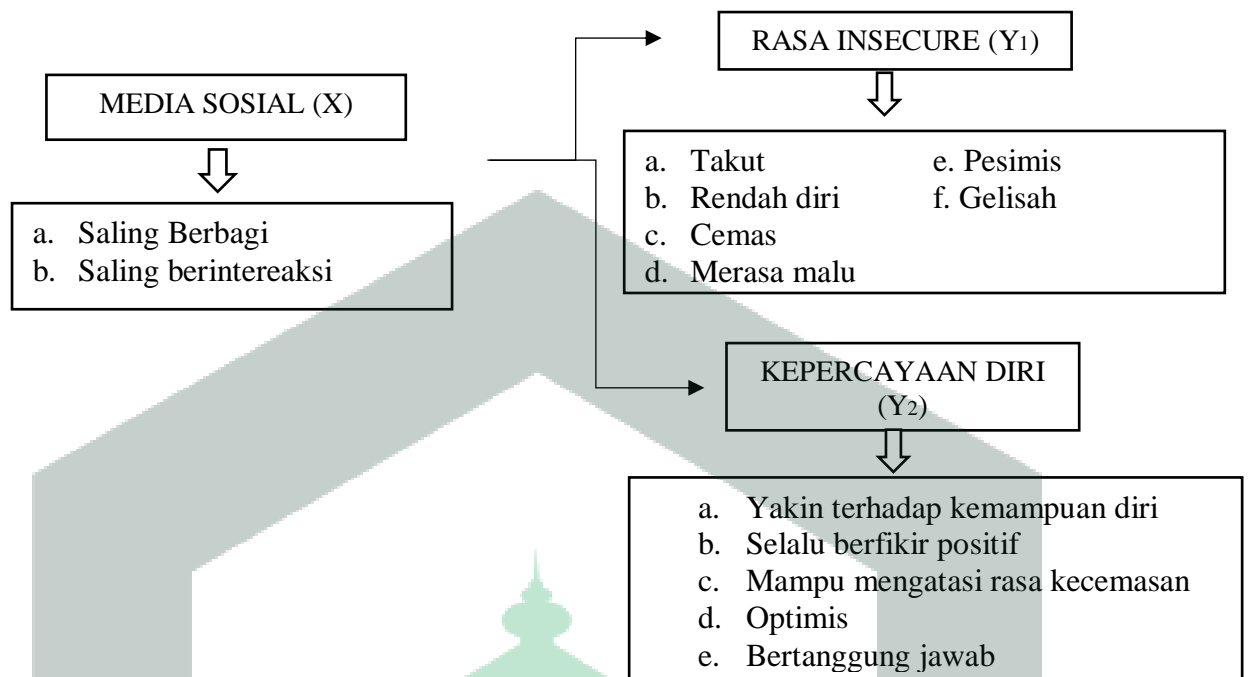 MEDIA SOSIAL (X)
a. Saling Berbagi
b. Saling berintereaksi
RASA INSECURE (Y1)
a. Takut
b. Rendah diri
c. Cemas
d. Merasa malu
e. Pesimis
f. Gelisah
KEPERCAYAAN DIRI
(Y2)
a. Yakin terhadap kemampuan diri
b. Selalu berfikir positif
c. Mampu mengatasi rasa kecemasan
d. Optimis
e. Bertanggung jawab